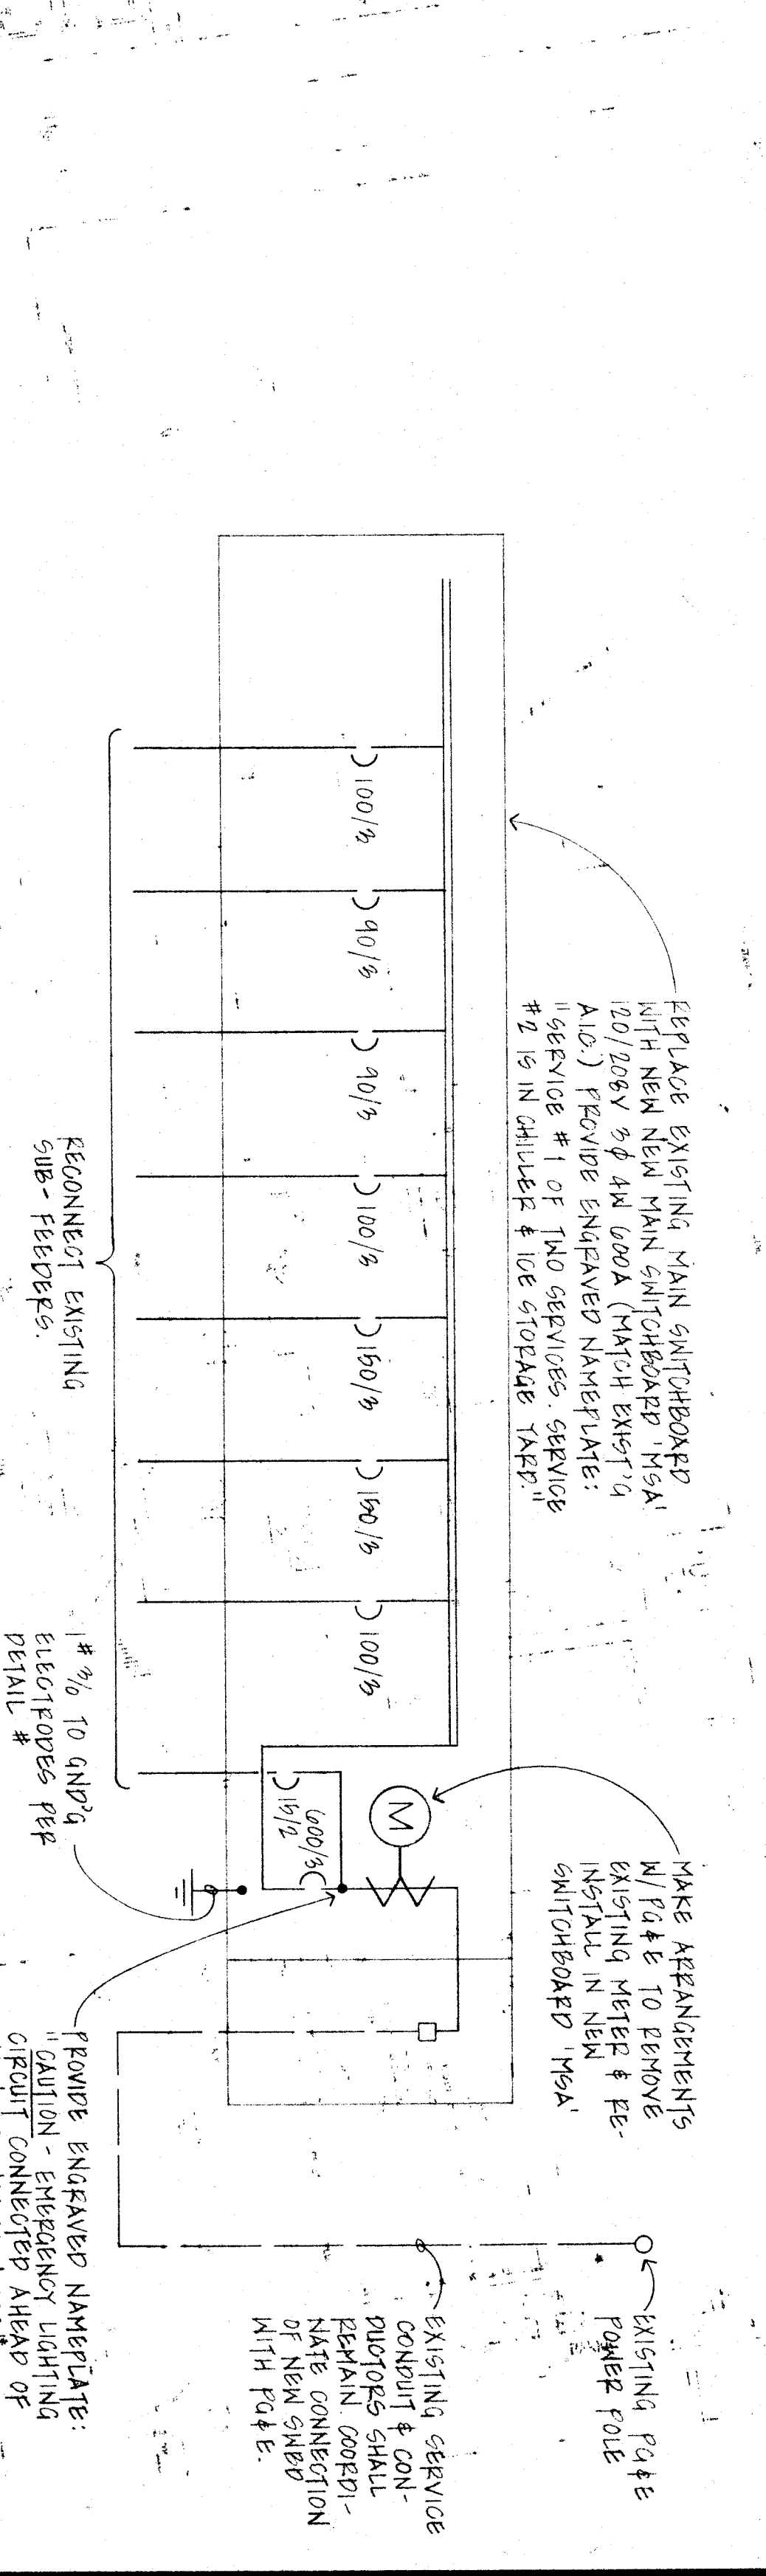 REPLACE EXISTING MAIN SWITCHBOARD
WITH NEW NEW MAIN SWITCHBOARD 'MSA'
120/208V 3φ 4W 600A (MATCH EXIST'G
A.I.C.) PROVIDE ENGRAVED NAMEPLATE:
"SERVICE #1 OF TWO SERVICES. SERVICE
#2 IS IN CHILLER & ICE STORAGE YARD."
MAKE ARRANGEMENTS
W/ PG&E TO REMOVE
EXISTING METER & RE-
INSTALL IN NEW
SWITCHBOARD 'MSA'
EXISTING PG&E
POWER POLE
EXISTING SERVICE
CONDUIT & CON-
DUCTORS SHALL
REMAIN. COORDI-
NATE CONNECTION
OF NEW SWBD
WITH PG&E.
100/3
90/3
90/3
100/3
150/3
150/3
100/3
M
600/3
15/2
RECONNECT EXISTING
SUB-FEEDERS.
1#3/0 TO GND'G
ELECTRODES PER
DETAIL #
PROVIDE ENGRAVED NAMEPLATE:
"CAUTION - EMERGENCY LIGHTING
CIRCUIT CONNECTED AHEAD OF